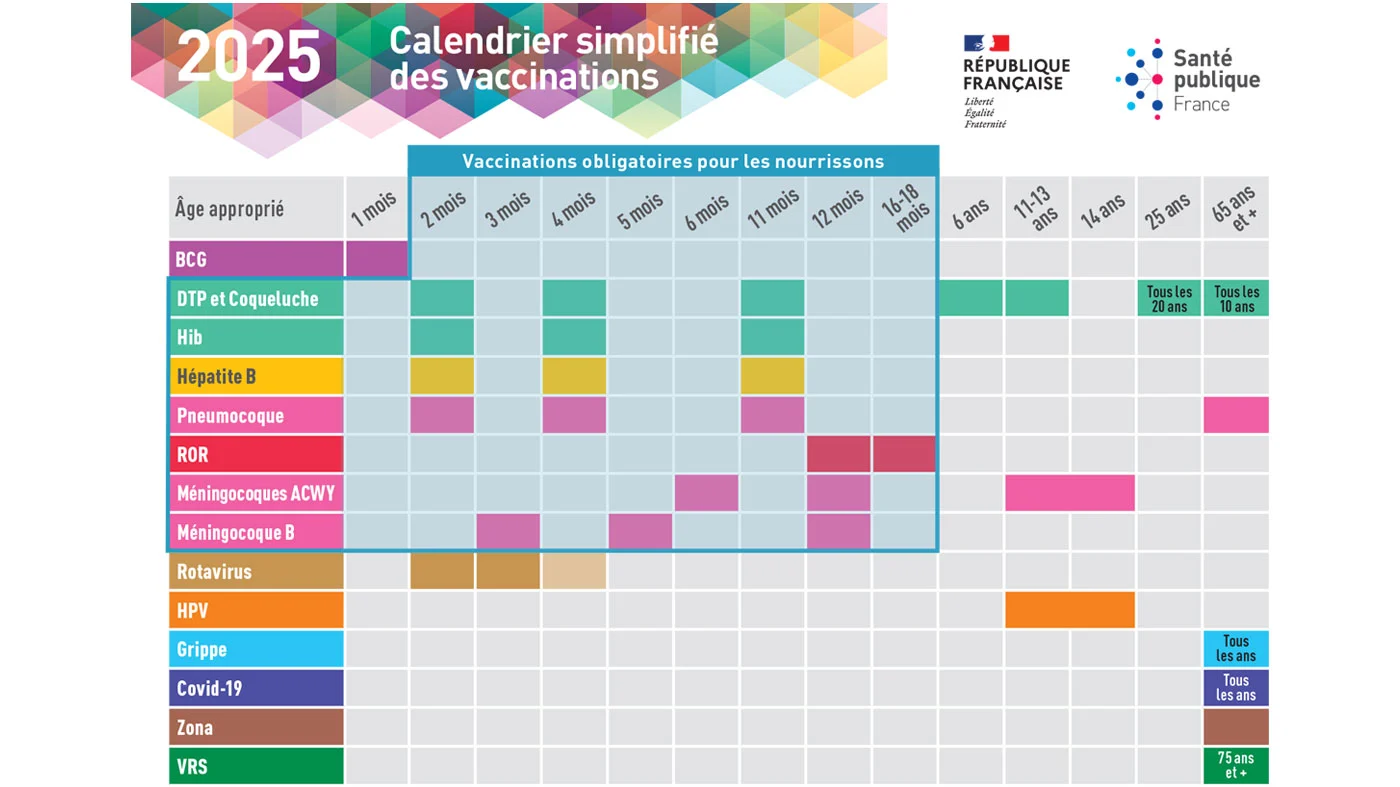 2025
Calendrier simplifié
des vaccinations
RÉPUBLIQUE
FRANÇAISE
Liberté
Égalité
Fraternité
Santé
publique
France
Vaccinations obligatoires pour les nourrissons
Âge approprié
1 mois
2 mois
3 mois
4 mois
5 mois
6 mois
11 mois
12 mois
16-18
mois
6 ans
11-13
ans
14 ans
25 ans
65 ans
et +
BCG
DTP et Coqueluche
Tous les
20 ans
Tous les
10 ans
Hib
Hépatite B
Pneumocoque
ROR
Méningocoques ACWY
Méningocoque B
Rotavirus
HPV
Grippe
Tous
les ans
Covid-19
Tous
les ans
Zona
VRS
75 ans
et +